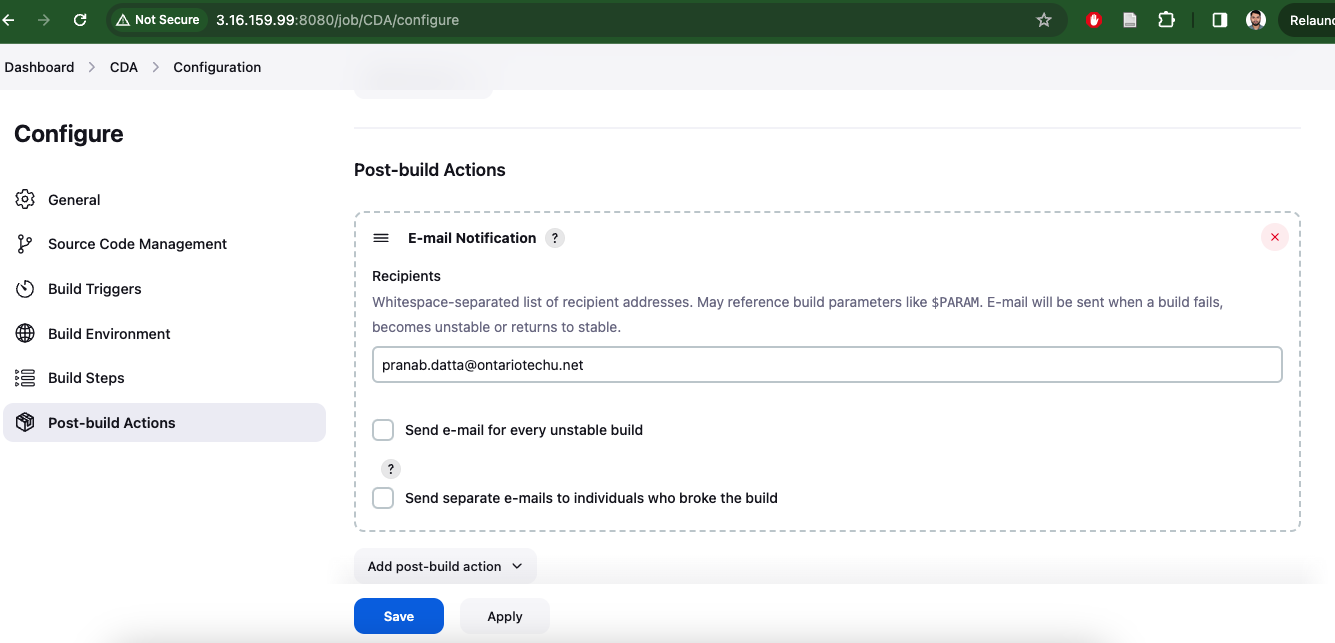 Not Secure 3.16.159.99:8080/job/CDA/configure
Relaun
Dashboard > CDA > Configuration
Configure
General
Source Code Management
Build Triggers
Build Environment
Build Steps
Post-build Actions
Post-build Actions
E-mail Notification ?
Recipients
Whitespace-separated list of recipient addresses. May reference build parameters like $PARAM. E-mail will be sent when a build fails,
becomes unstable or returns to stable.
pranab.datta@ontariotechu.net
Send e-mail for every unstable build
?
Send separate e-mails to individuals who broke the build
Add post-build action
Save
Apply